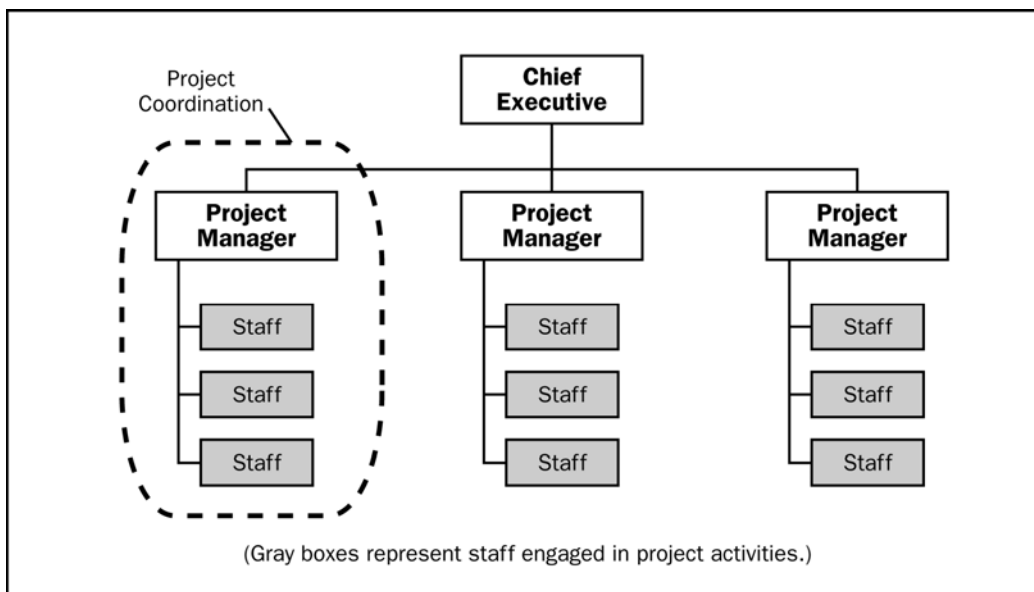 Project
Coordination
Chief
Executive
Project
Manager
Project
Manager
Project
Manager
Staff
Staff
Staff
Staff
Staff
Staff
Staff
Staff
Staff
(Gray boxes represent staff engaged in project activities.)